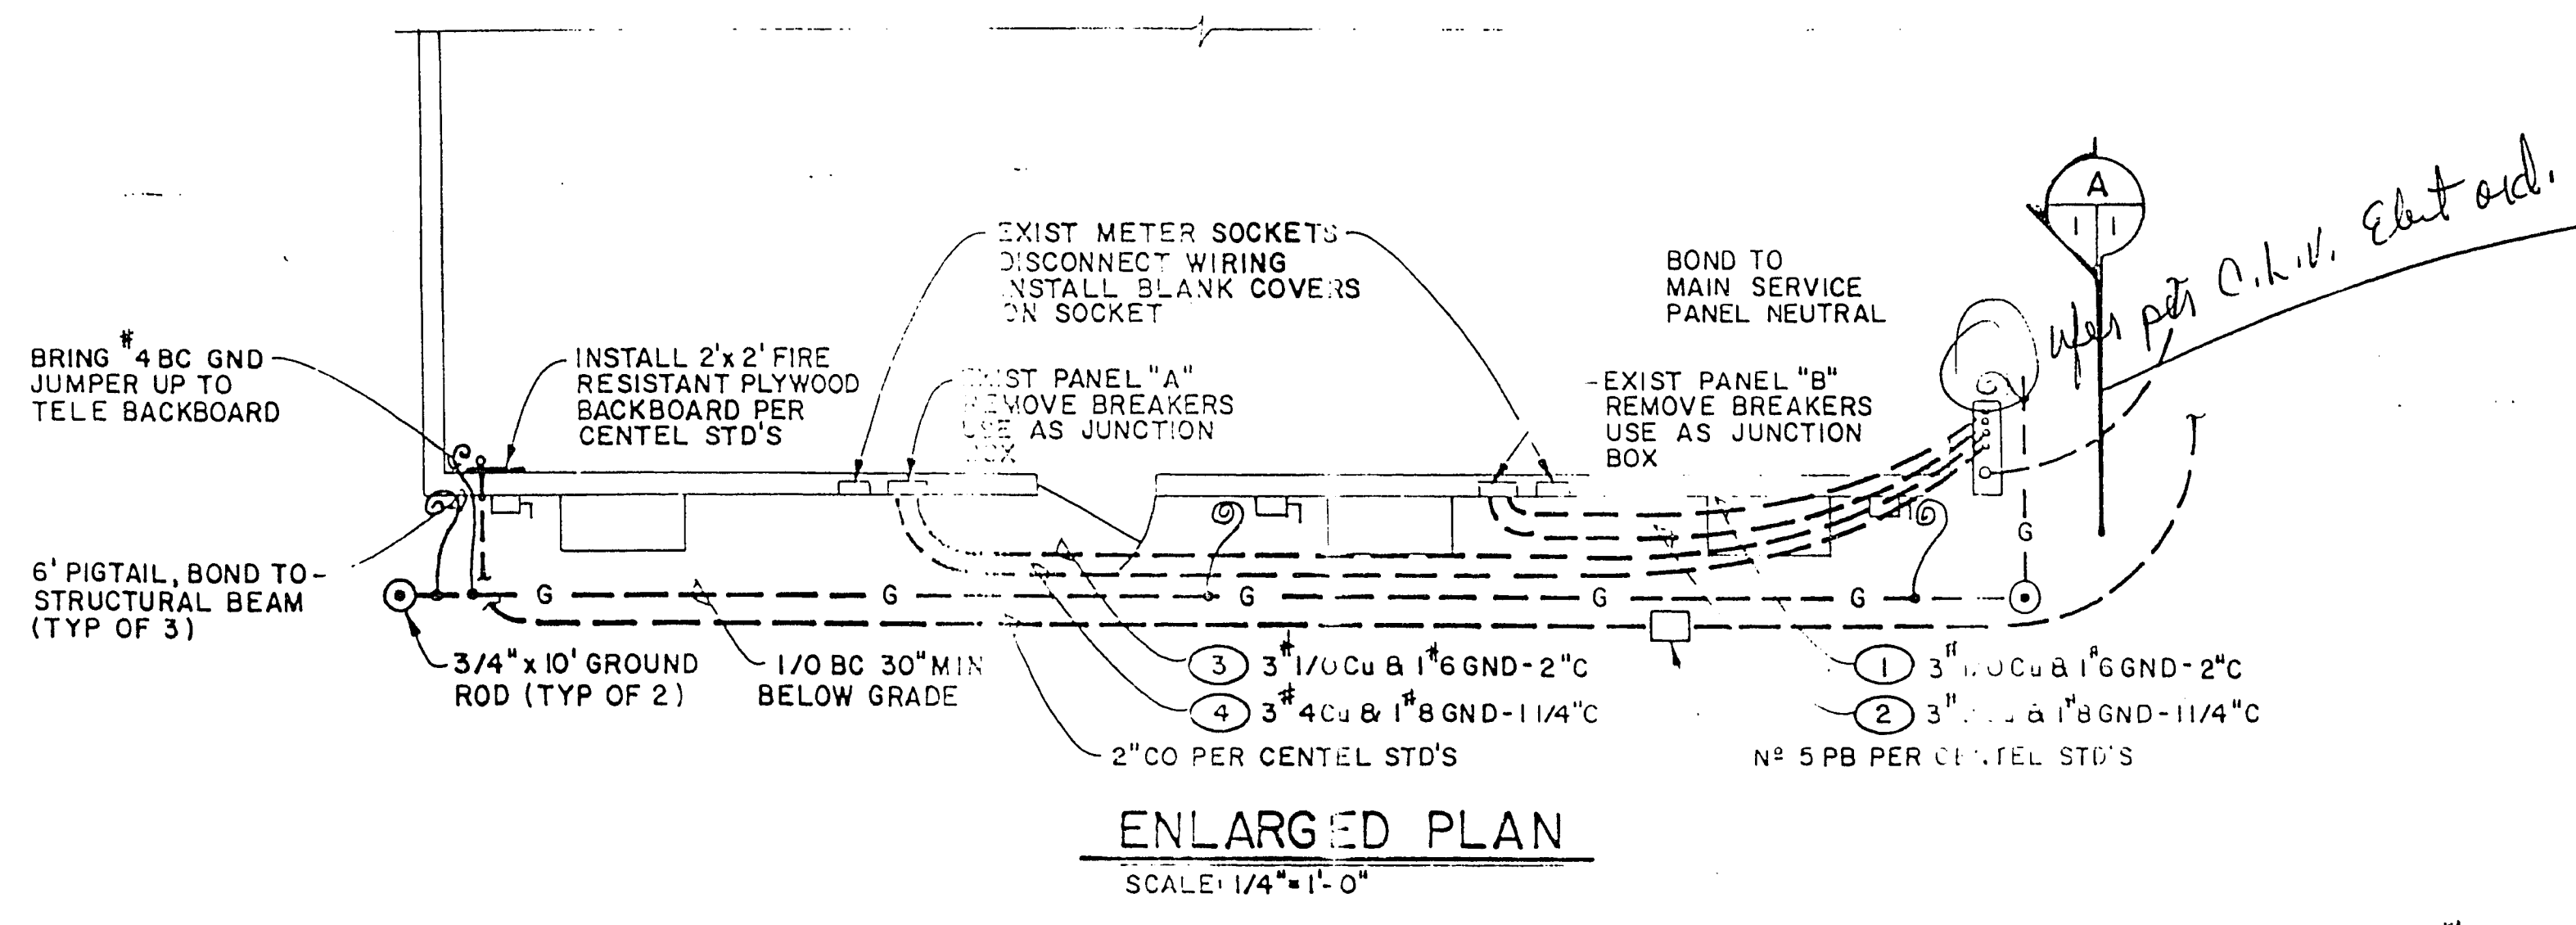 EXIST METER SOCKETS
DISCONNECT WIRING
INSTALL BLANK COVERS
ON SOCKET
BOND TO
MAIN SERVICE
PANEL NEUTRAL
A
1 1
ufer per C.L.V.
BRING #4 BC GND
JUMPER UP TO
TELE BACKBOARD
INSTALL 2'x 2' FIRE
RESISTANT PLYWOOD
BACKBOARD PER
CENTEL STD'S
EXIST PANEL "A"
REMOVE BREAKERS
USE AS JUNCTION
BOX
EXIST PANEL "B"
REMOVE BREAKERS
USE AS JUNCTION
BOX
6' PIGTAIL, BOND TO
STRUCTURAL BEAM
(TYP OF 3)
G
G
G
G
G
G
3/4" x 10' GROUND
ROD (TYP OF 2)
1/0 BC 30" MIN
BELOW GRADE
3 3#1/0 Cu & 1#6 GND-2"C
4 3#4 Cu & 1#8 GND-1 1/4"C
2"CO PER CENTEL STD'S
1 3#1/0 Cu & 1#6 GND-2"C
2 3# & 1#8 GND-1 1/4"C
Nº 5 PB PER CENTEL STD'S
ENLARGED PLAN
SCALE: 1/4"=1'-0"